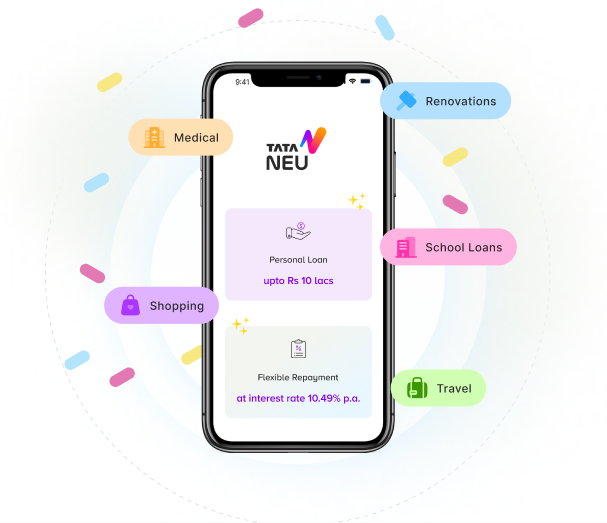 9:41
Renovations
Medical
TATA
NEU
Personal Loan
upto Rs 10 lacs
School Loans
Shopping
%
Flexible Repayment
at interest rate 10.49% p.a.
Travel